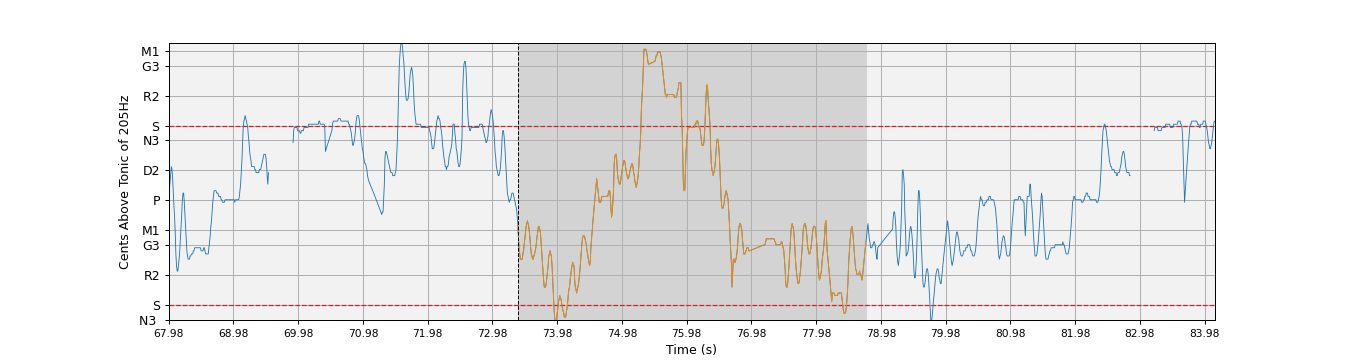 M1
G3
R2
S
N3
D2
P
M1
G3
R2
S
N3
Cents Above Tonic of 205Hz
67.98 68.98 69.98 70.98 71.98 72.98 73.98 74.98 75.98 76.98 77.98 78.98 79.98 80.98 81.98 82.98 83.98
Time (s)